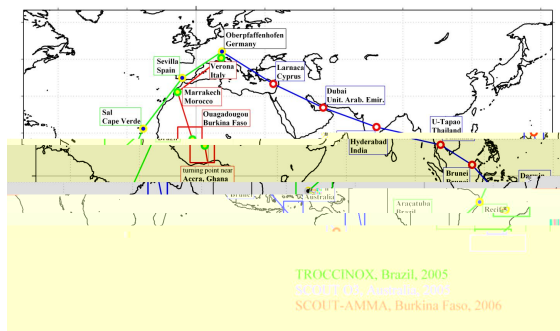 Oberpfaffenhofen
Germany
Sevilla
Spain
Verona
Italy
Larnaca
Cyprus
Marrakech
Morocco
Dubai
Unit. Arab. Emir.
Sal
Cape Verde
Ouagadougou
Burkina Faso
U-Tapao
Thailand
Hyderabad
India
turning point near
Accra, Ghana
Brunei
Australia
Aracatuba
Recife
TROCCINOX, Brazil, 2005
SCOUT-AMMA, Burkina Faso, 2006